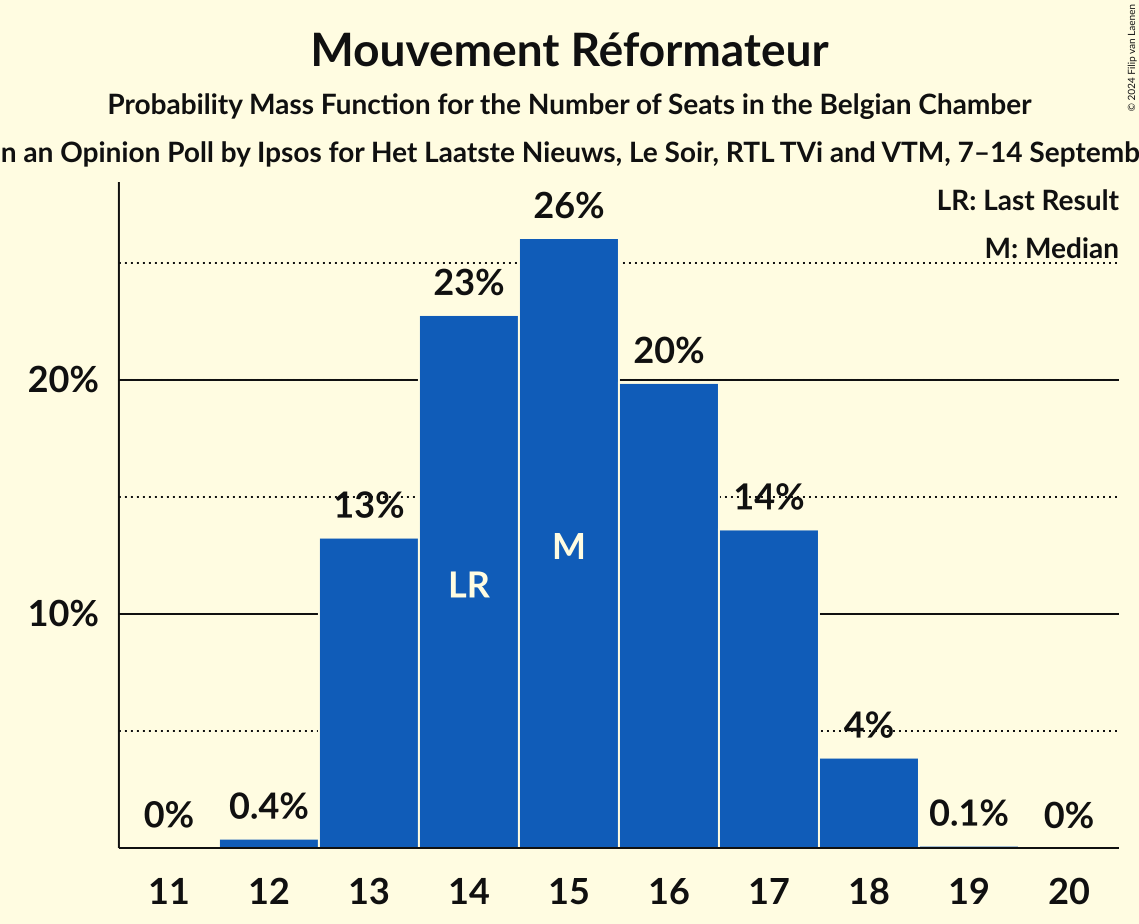 Mouvement Réformateur
Probability Mass Function for the Number of Seats in the Belgian Chamber
n an Opinion Poll by Ipsos for Het Laatste Nieuws, Le Soir, RTL TVi and VTM, 7–14 Septemb
© 2024 Filip van Laenen
LR: Last Result
M: Median
26%
23%
20%
20%
13%
14%
M
LR
10%
4%
0%
0.4%
0.1%
0%
11 12 13 14 15 16 17 18 19 20